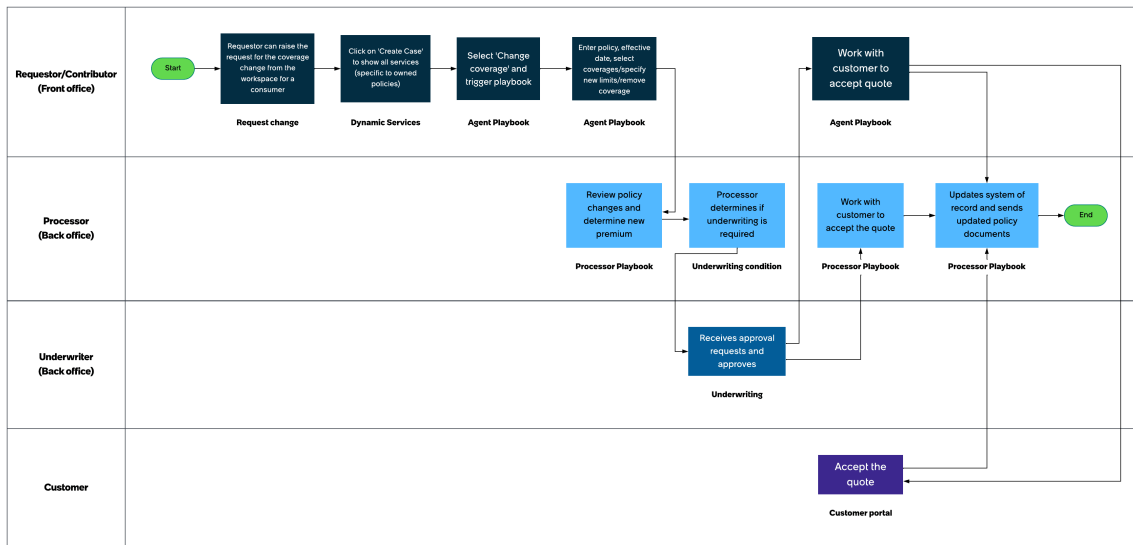 Requestor/Contributor
(Front office)
Start
Requestor can raise the
request for the coverage
change from the
workspace for a
consumer
Request change
Click on 'Create Case'
to show all services
(specific to owned
policies)
Dynamic Services
Select 'Change
coverage' and
trigger playbook
Agent Playbook
Enter policy, effective
date, select
coverages/specify
new limits/remove
coverage
Agent Playbook
Work with
customer to
accept quote
Agent Playbook
Processor
(Back office)
Review policy
changes and
determine new
premium
Processor Playbook
Processor
determines if
underwriting is
required
Underwriting condition
Work with
customer to
accept the quote
Processor Playbook
Updates system of
record and sends
updated policy
documents
Processor Playbook
End
Underwriter
(Back office)
Receives approval
requests and
approves
Underwriting
Customer
Accept the
quote
Customer portal